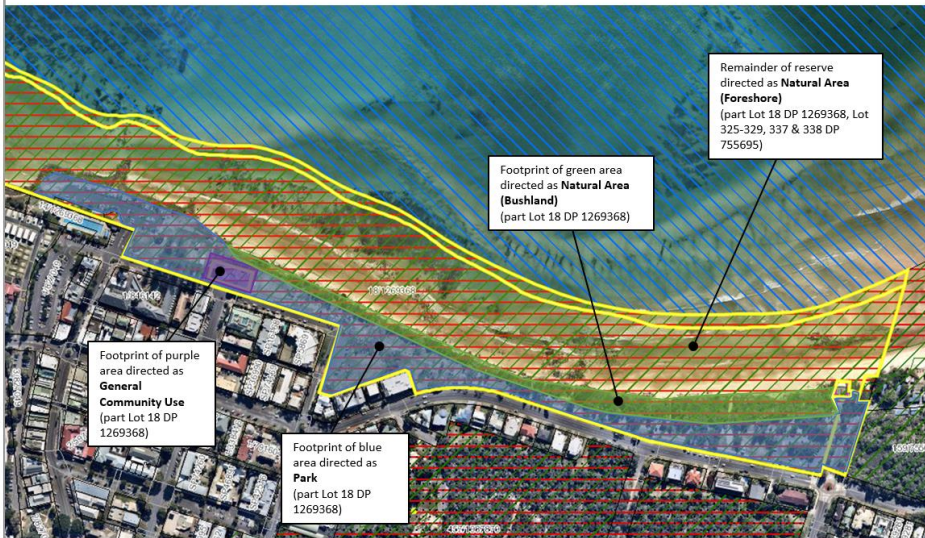 Remainder of reserve
directed as Natural Area
(Foreshore)
(part Lot 18 DP 1269368, Lot
325-329, 337 & 338 DP
755695)
Footprint of green area
directed as Natural Area
(Bushland)
(part Lot 18 DP 1269368)
18/1269368
Footprint of purple
area directed as
General
Community Use
(part Lot 18 DP
1269368)
Footprint of blue
area directed as
Park
(part Lot 18 DP
1269368)